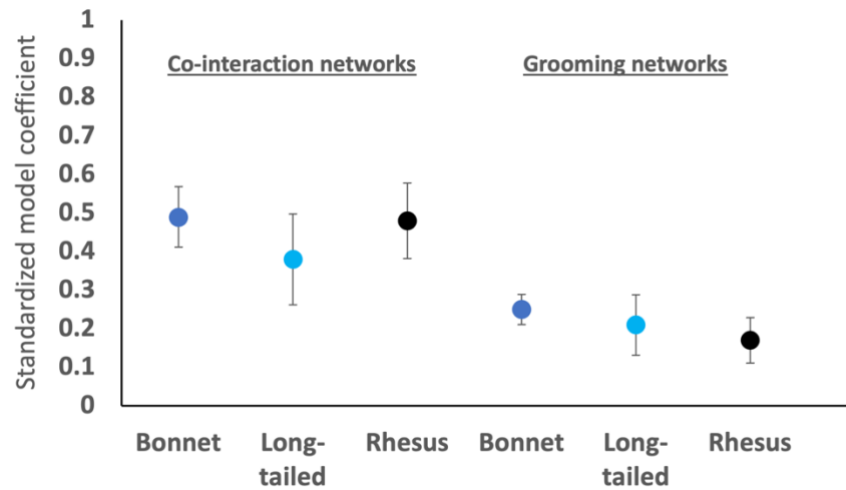 Standardized model coefficient
1
0.9
0.8
0.7
0.6
0.5
0.4
0.3
0.2
0.1
0
Co-interaction networks
Grooming networks
Bonnet
Long-
tailed
Rhesus
Bonnet
Long-
tailed
Rhesus